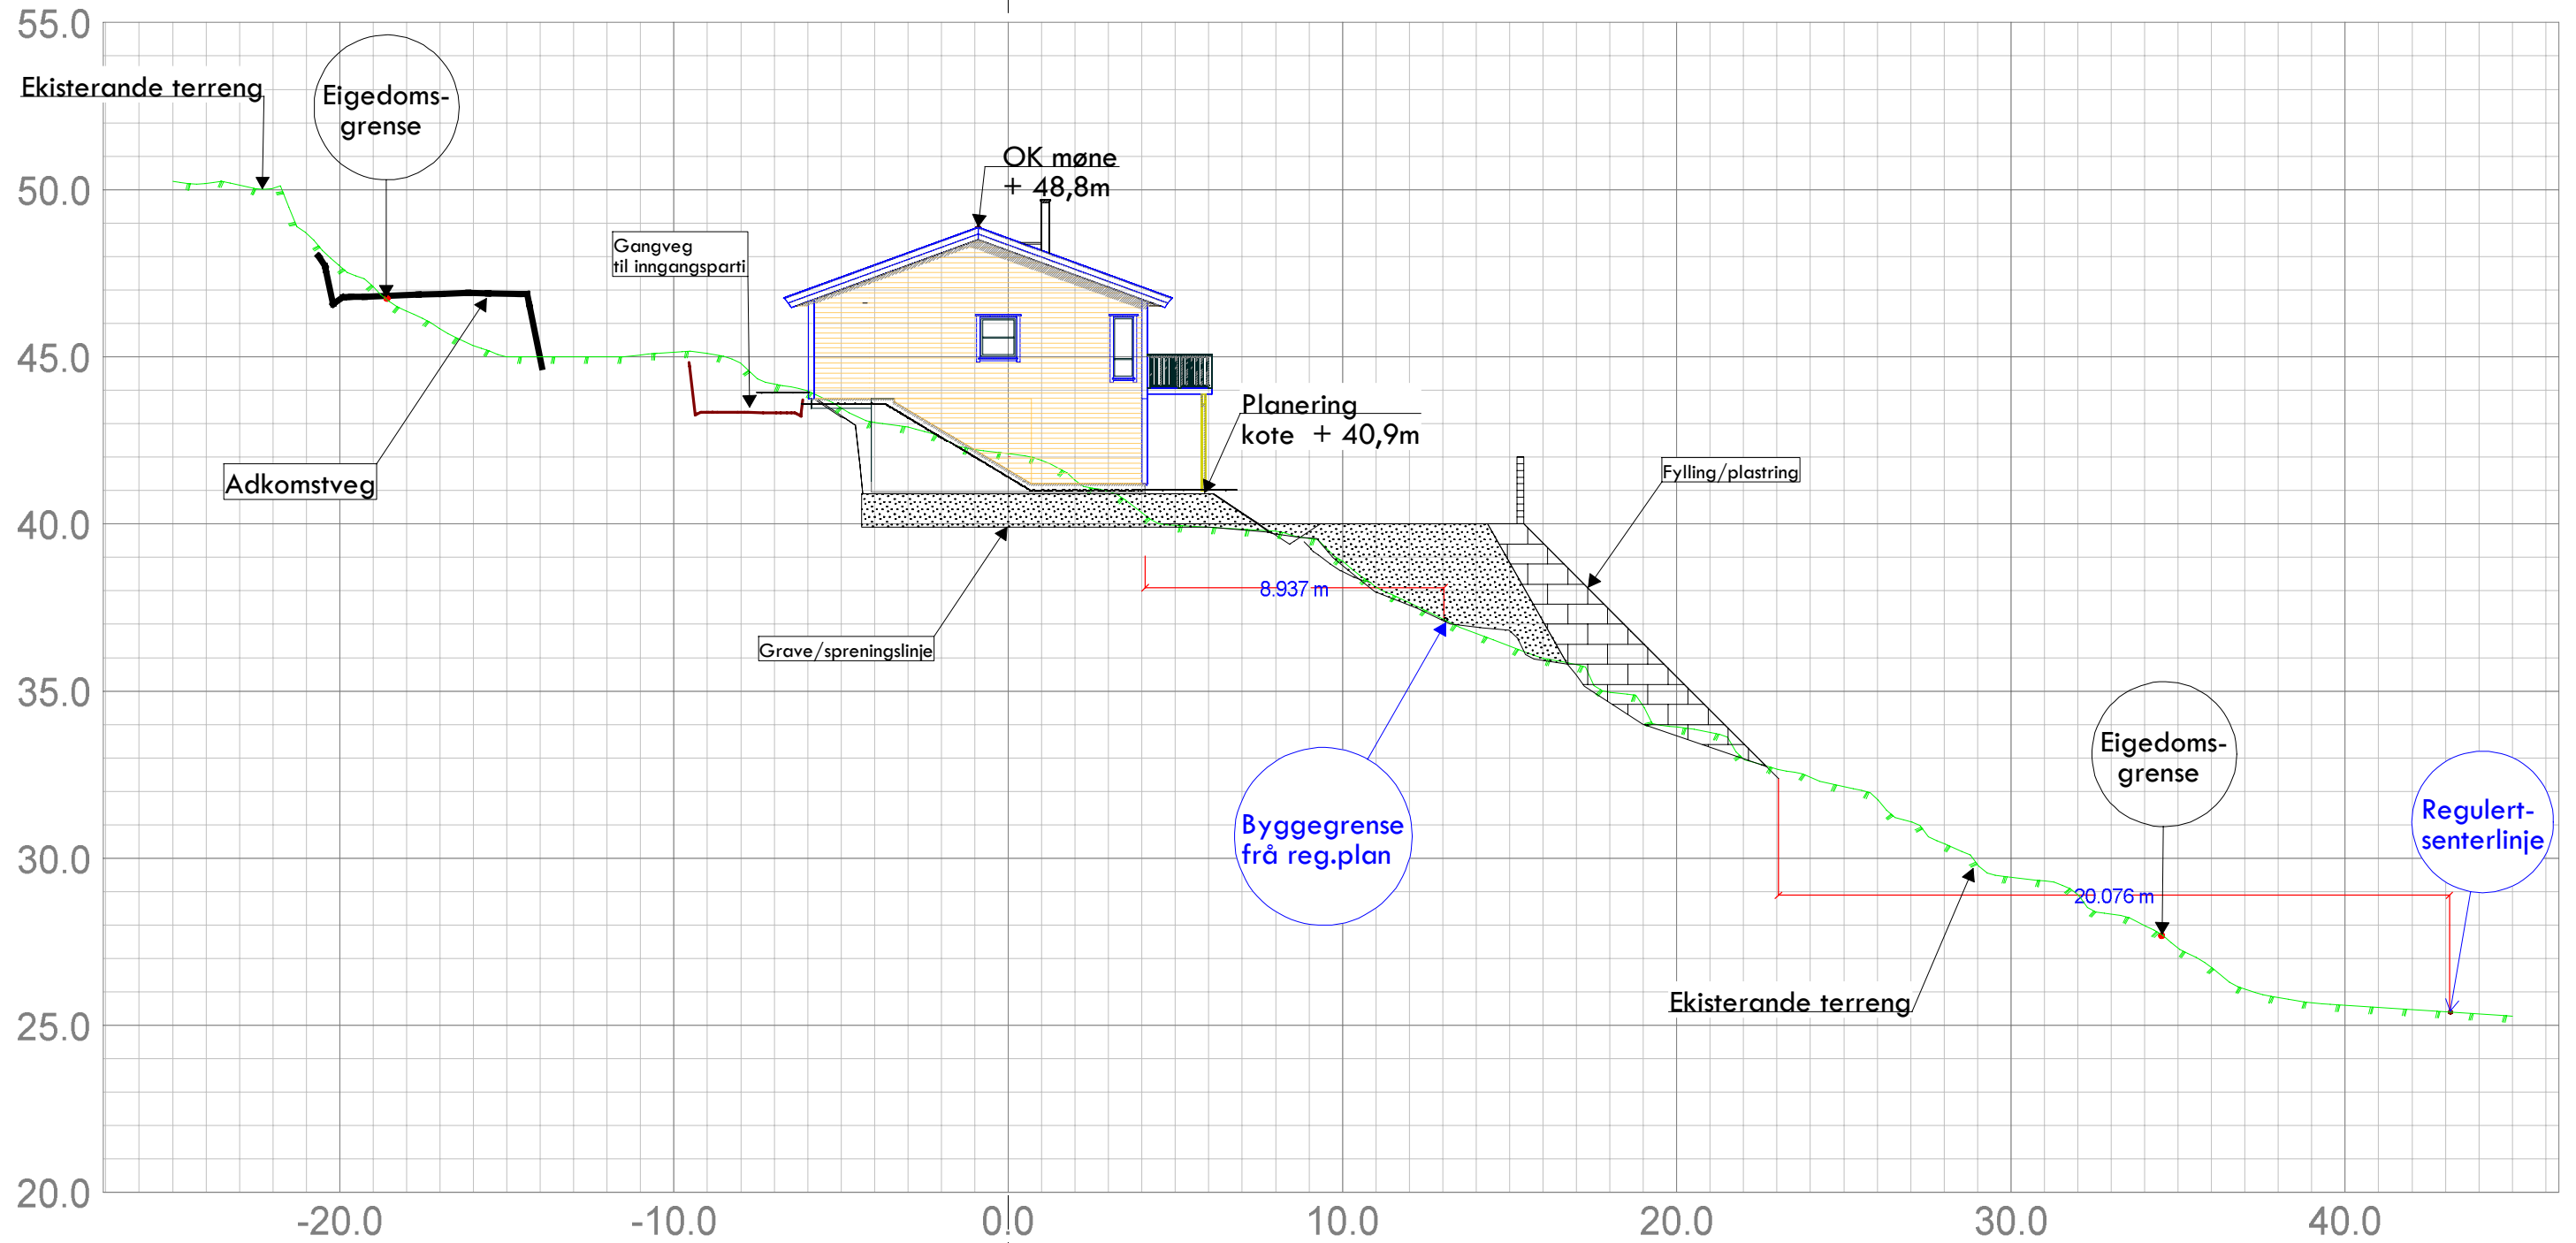 55.0
50.0
45.0
40.0
35.0
30.0
25.0
20.0
-20.0
-10.0
0.0
10.0
20.0
30.0
40.0
Ekisterande terreng
Eigedoms-
grense
OK møne
+ 48,8m
Gangveg
til inngangsparti
Adkomstveg
Planering
kote + 40,9m
Fylling/plastring
8.937 m
Grave/spreningslinje
Byggegrense
frå reg.plan
Eigedoms-
grense
Regulert-
senterlinje
20.076 m
Ekisterande terreng